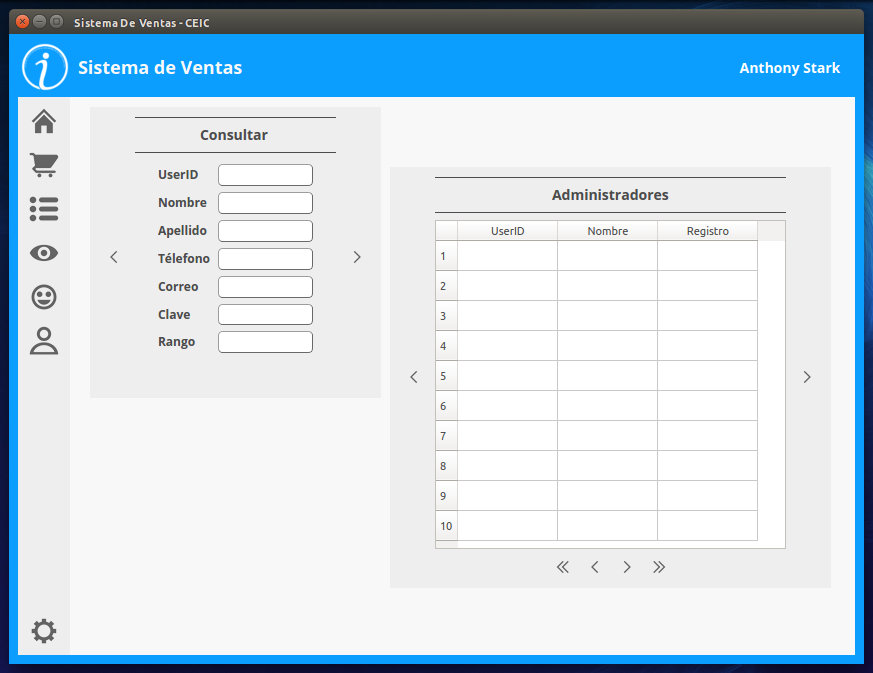 Sistema De Ventas - CEIC
i Sistema de Ventas
Anthony Stark
Consultar
UserID
Nombre
Apellido
Télefono
Correo
Clave
Rango
Administradores
UserID Nombre Registro
1
2
3
4
5
6
7
8
9
10